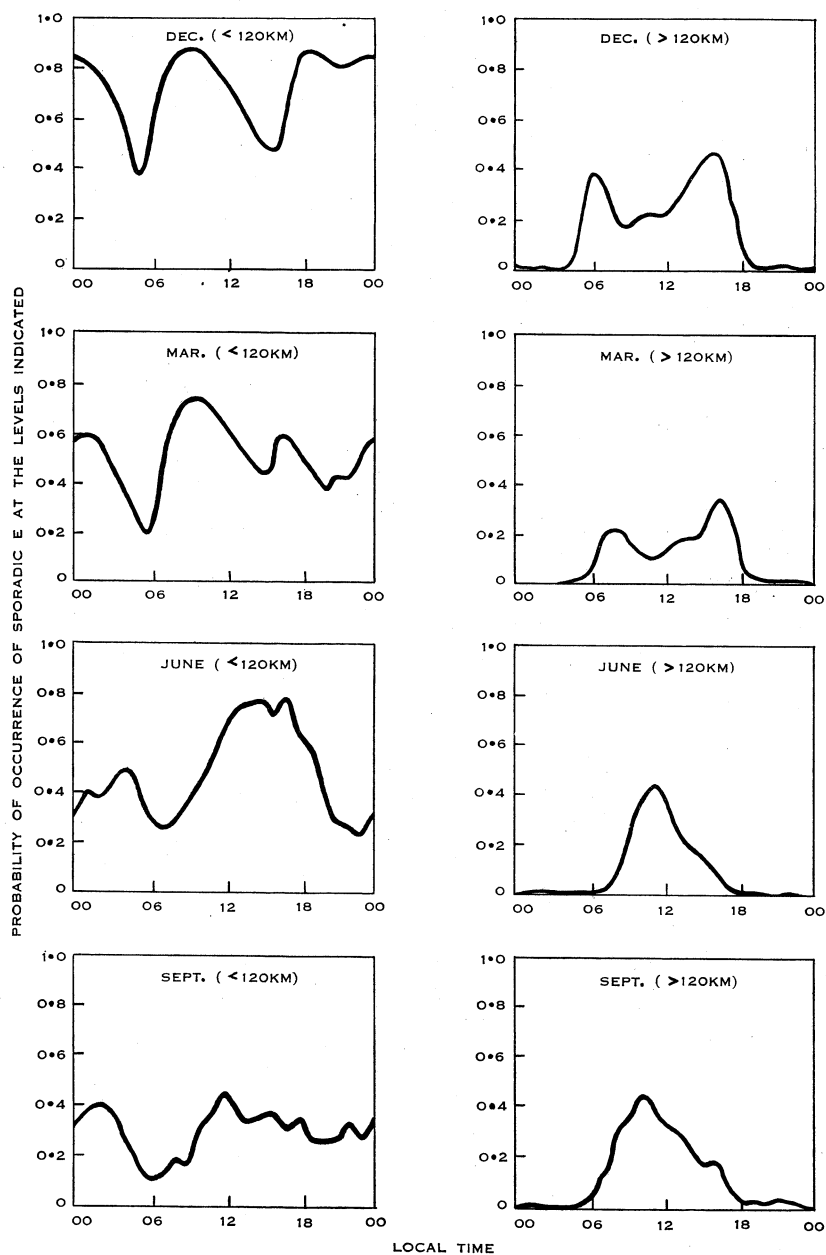 PROBABILITY OF OCCURRENCE OF SPORADIC E AT THE LEVELS INDICATED
DEC. ( < 120KM)
1•0
0•8
0•6
0•4
0•2
0
00 06 12 18 00
DEC. ( > 120KM)
1•0
0•8
0•6
0•4
0•2
0
00 06 12 18 00
MAR. ( < 120KM)
1•0
0•8
0•6
0•4
0•2
0
00 06 12 18 00
MAR. ( > 120KM)
1•0
0•8
0•6
0•4
0•2
0
00 06 12 18 00
JUNE ( < 120KM)
1•0
0•8
0•6
0•4
0•2
0
00 06 12 18 00
JUNE ( > 120KM)
1•0
0•8
0•6
0•4
0•2
0
00 06 12 18 00
SEPT. ( < 120KM)
1•0
0•8
0•6
0•4
0•2
0
00 06 12 18 00
SEPT. ( >120KM)
1•0
0•8
0•6
0•4
0•2
0
00 06 12 18 00
LOCAL TIME